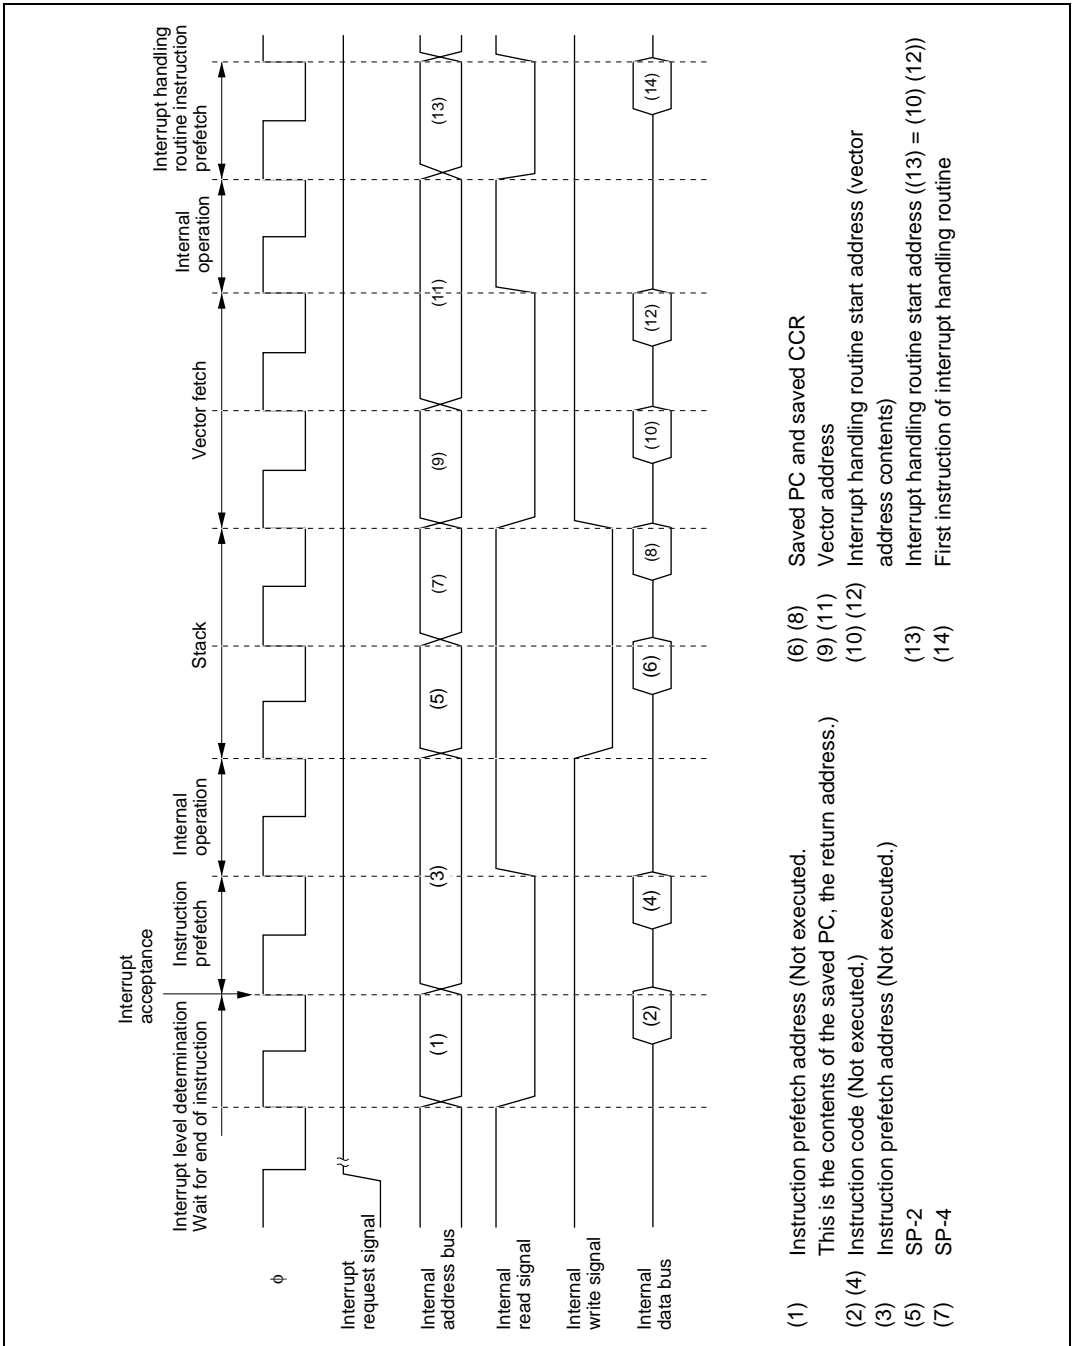 Interrupt
acceptance
Interrupt level determination
Wait for end of instruction
Instruction
prefetch
Internal
operation
Stack
Vector fetch
Internal
operation
Interrupt handling
routine instruction
prefetch
φ
Interrupt
request signal
Internal
address bus
(1)
(3)
(5)
(7)
(9)
(11)
(13)
Internal
read signal
Internal
write signal
Internal
data bus
(2)
(4)
(6)
(8)
(10)
(12)
(14)
(1) Instruction prefetch address (Not executed.
This is the contents of the saved PC, the return address.)
(2) (4) Instruction code (Not executed.)
(3) Instruction prefetch address (Not executed.)
(5) SP-2
(7) SP-4
(6) (8) Saved PC and saved CCR
(9) (11) Vector address
(10) (12) Interrupt handling routine start address (vector
address contents)
(13) Interrupt handling routine start address ((13) = (10) (12))
(14) First instruction of interrupt handling routine